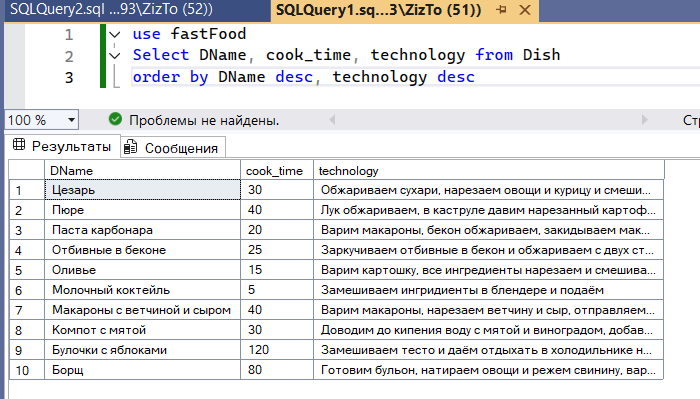 SQLQuery2.sql ...93\ZizTo (52)) SQLQuery1.sq...3\ZizTo (51))
use fastFood
Select DName, cook_time, technology from Dish
order by DName desc, technology desc
1
2
3
100 % Проблемы не найдены. Стр
Результаты Сообщения
DName cook_time technology
1 Цезарь 30 Обжариваем сухари, нарезаем овощи и курицу и смеши...
2 Пюре 40 Лук обжариваем, в каструле давим нарезанный картоф...
3 Паста карбонара 20 Варим макароны, бекон обжариваем, закидываем мак...
4 Отбивные в беконе 25 Заркучиваем отбивные в бекон и обжариваем с двух ст...
5 Оливье 15 Варим картошку, все ингредиенты нарезаем и смешива...
6 Молочный коктейль 5 Замешиваем ингридиенты в блендере и подаём
7 Макароны с ветчиной и сыром 40 Варим макароны, нарезаем ветчину и сыр, отправляем...
8 Компот с мятой 30 Доводим до кипения воду с мятой и виноградом, добав...
9 Булочки с яблоками 120 Замешиваем тесто и даём отдыхать в холодильнике н...
10 Борщ 80 Готовим бульон, натираем овощи и режем свинину, вар...